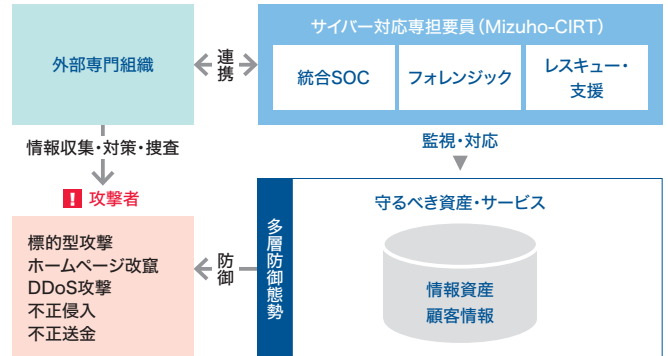 外部専門組織
連携
サイバー対応専担要員（Mizuho-CIRT）
統合SOC
フォレンジック
レスキュー・
支援
情報収集・対策・捜査
監視・対応
! 攻撃者
標的型攻撃
ホームページ改竄
DDoS攻撃
不正侵入
不正送金
防御
多層防御態勢
守るべき資産・サービス
情報資産
顧客情報